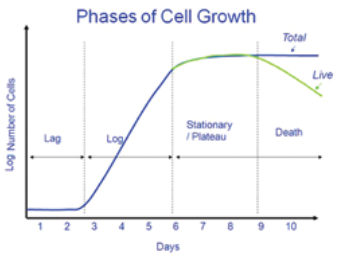 Phases of Cell Growth
Total
Live
Log Number of Cells
Lag
Log
Stationary
/ Plateau
Death
1 2 3 4 5 6 7 8 9 10
Days